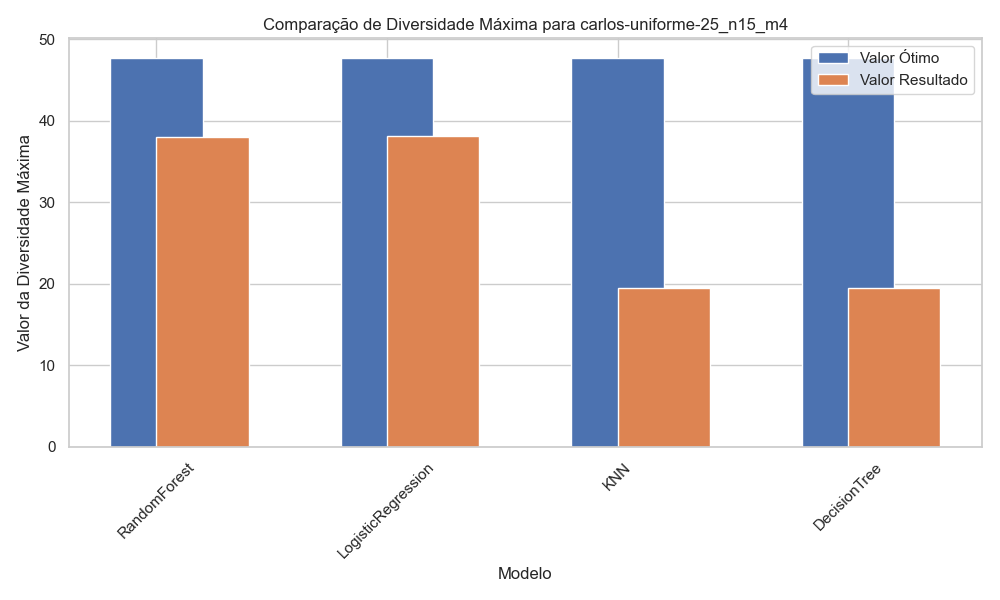 Comparação de Diversidade Máxima para carlos-uniforme-25_n15_m4
Valor Ótimo
Valor Resultado
Valor da Diversidade Máxima
50
40
30
20
10
0
RandomForest
LogisticRegression
KNN
DecisionTree
Modelo